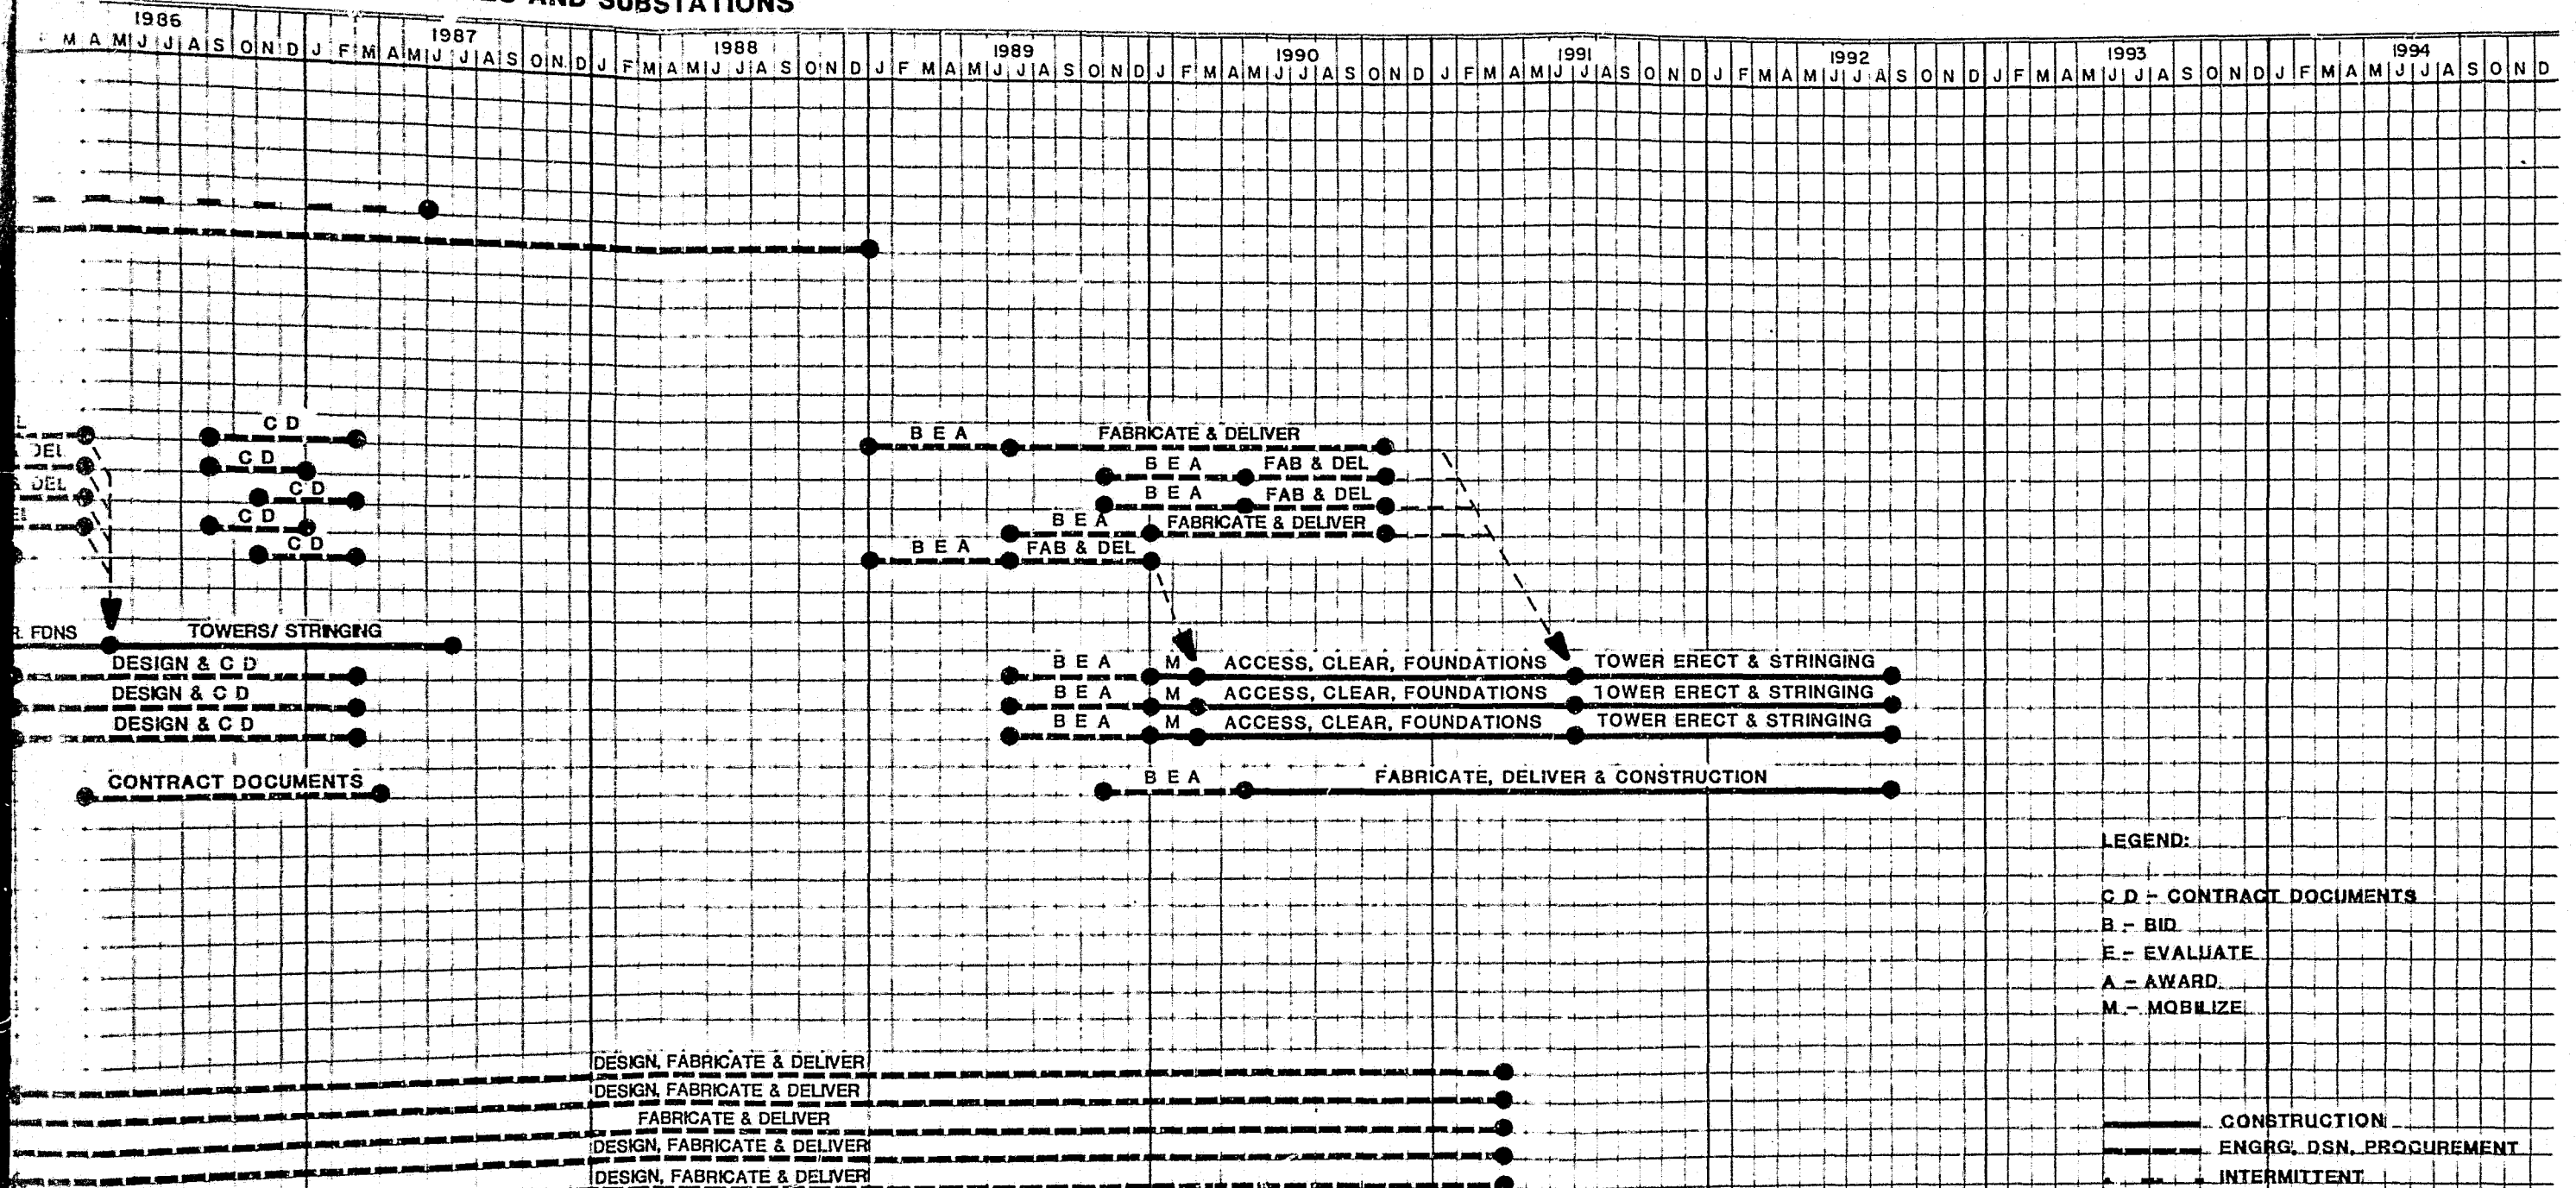 AND SUBSTATIONS
1986 1987 1988 1989 1990 1991 1992 1993 1994
M A M J J A S O N D J F M A M J J A S O N D J F M A M J J A S O N D J F M A M J J A S O N D J F M A M J J A S O N D J F M A M J J A S O N D J F M A M J J A S O N D J F M A M J J A S O N D J F M A M J J A S O N D
C D B E A FABRICATE & DELIVER
DEL C D B E A FAB & DEL
& DEL C D B E A FAB & DEL
C D B E A FABRICATE & DELIVER
C D B E A FAB & DEL
R. FDNS TOWERS/ STRINGING
DESIGN & C D B E A M ACCESS, CLEAR, FOUNDATIONS TOWER ERECT & STRINGING
DESIGN & C D B E A M ACCESS, CLEAR, FOUNDATIONS TOWER ERECT & STRINGING
DESIGN & C D B E A M ACCESS, CLEAR, FOUNDATIONS TOWER ERECT & STRINGING
CONTRACT DOCUMENTS B E A FABRICATE, DELIVER & CONSTRUCTION
LEGEND:
C D - CONTRACT DOCUMENTS
B - BID
E - EVALUATE
A - AWARD
M - MOBILIZE
DESIGN, FABRICATE & DELIVER
DESIGN, FABRICATE & DELIVER
FABRICATE & DELIVER
DESIGN, FABRICATE & DELIVER
DESIGN, FABRICATE & DELIVER
CONSTRUCTION
ENGRG, DSN, PROCUREMENT
INTERMITTENT